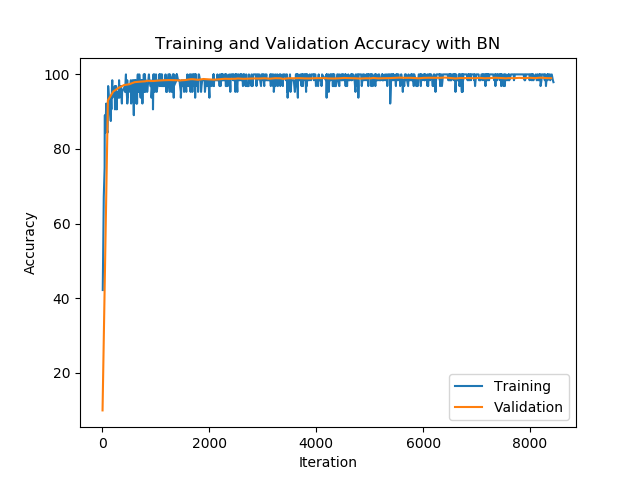 Training and Validation Accuracy with BN
100
80
60
40
20
Accuracy
0
2000
4000
6000
8000
Iteration
Training
Validation